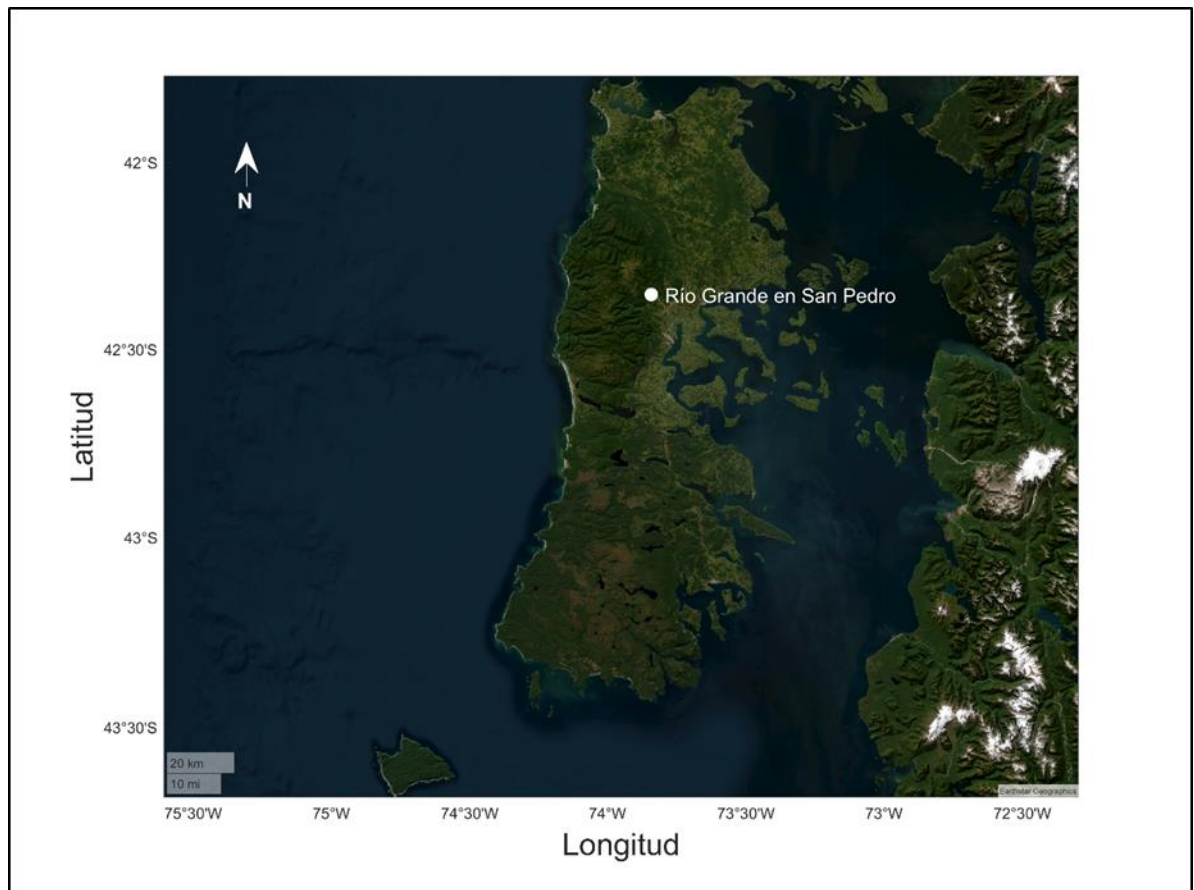 Latitud
42°S
42°30'S
43°S
43°30'S
N
Río Grande en San Pedro
20 km
10 mi
Earthstar Geographics
75°30'W 75°W 74°30'W 74°W 73°30'W 73°W 72°30'W
Longitud